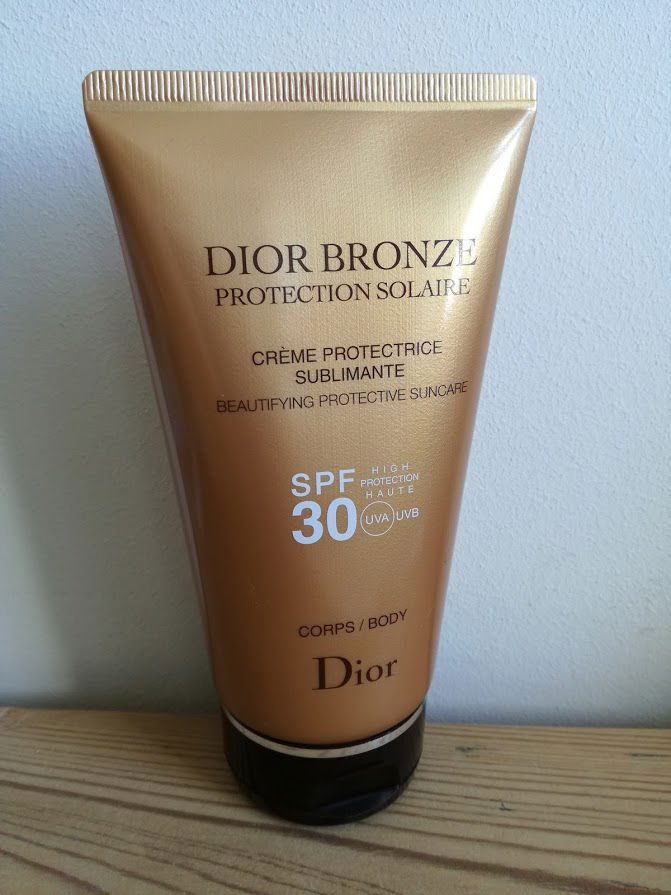 DIOR BRONZE
PROTECTION SOLAIRE
CRÈME PROTECTRICE
SUBLIMANTE
BEAUTIFYING PROTECTIVE SUNCARE
SPF
30
HIGH
PROTECTION
HAUTE
UVA UVB
CORPS / BODY
Dior